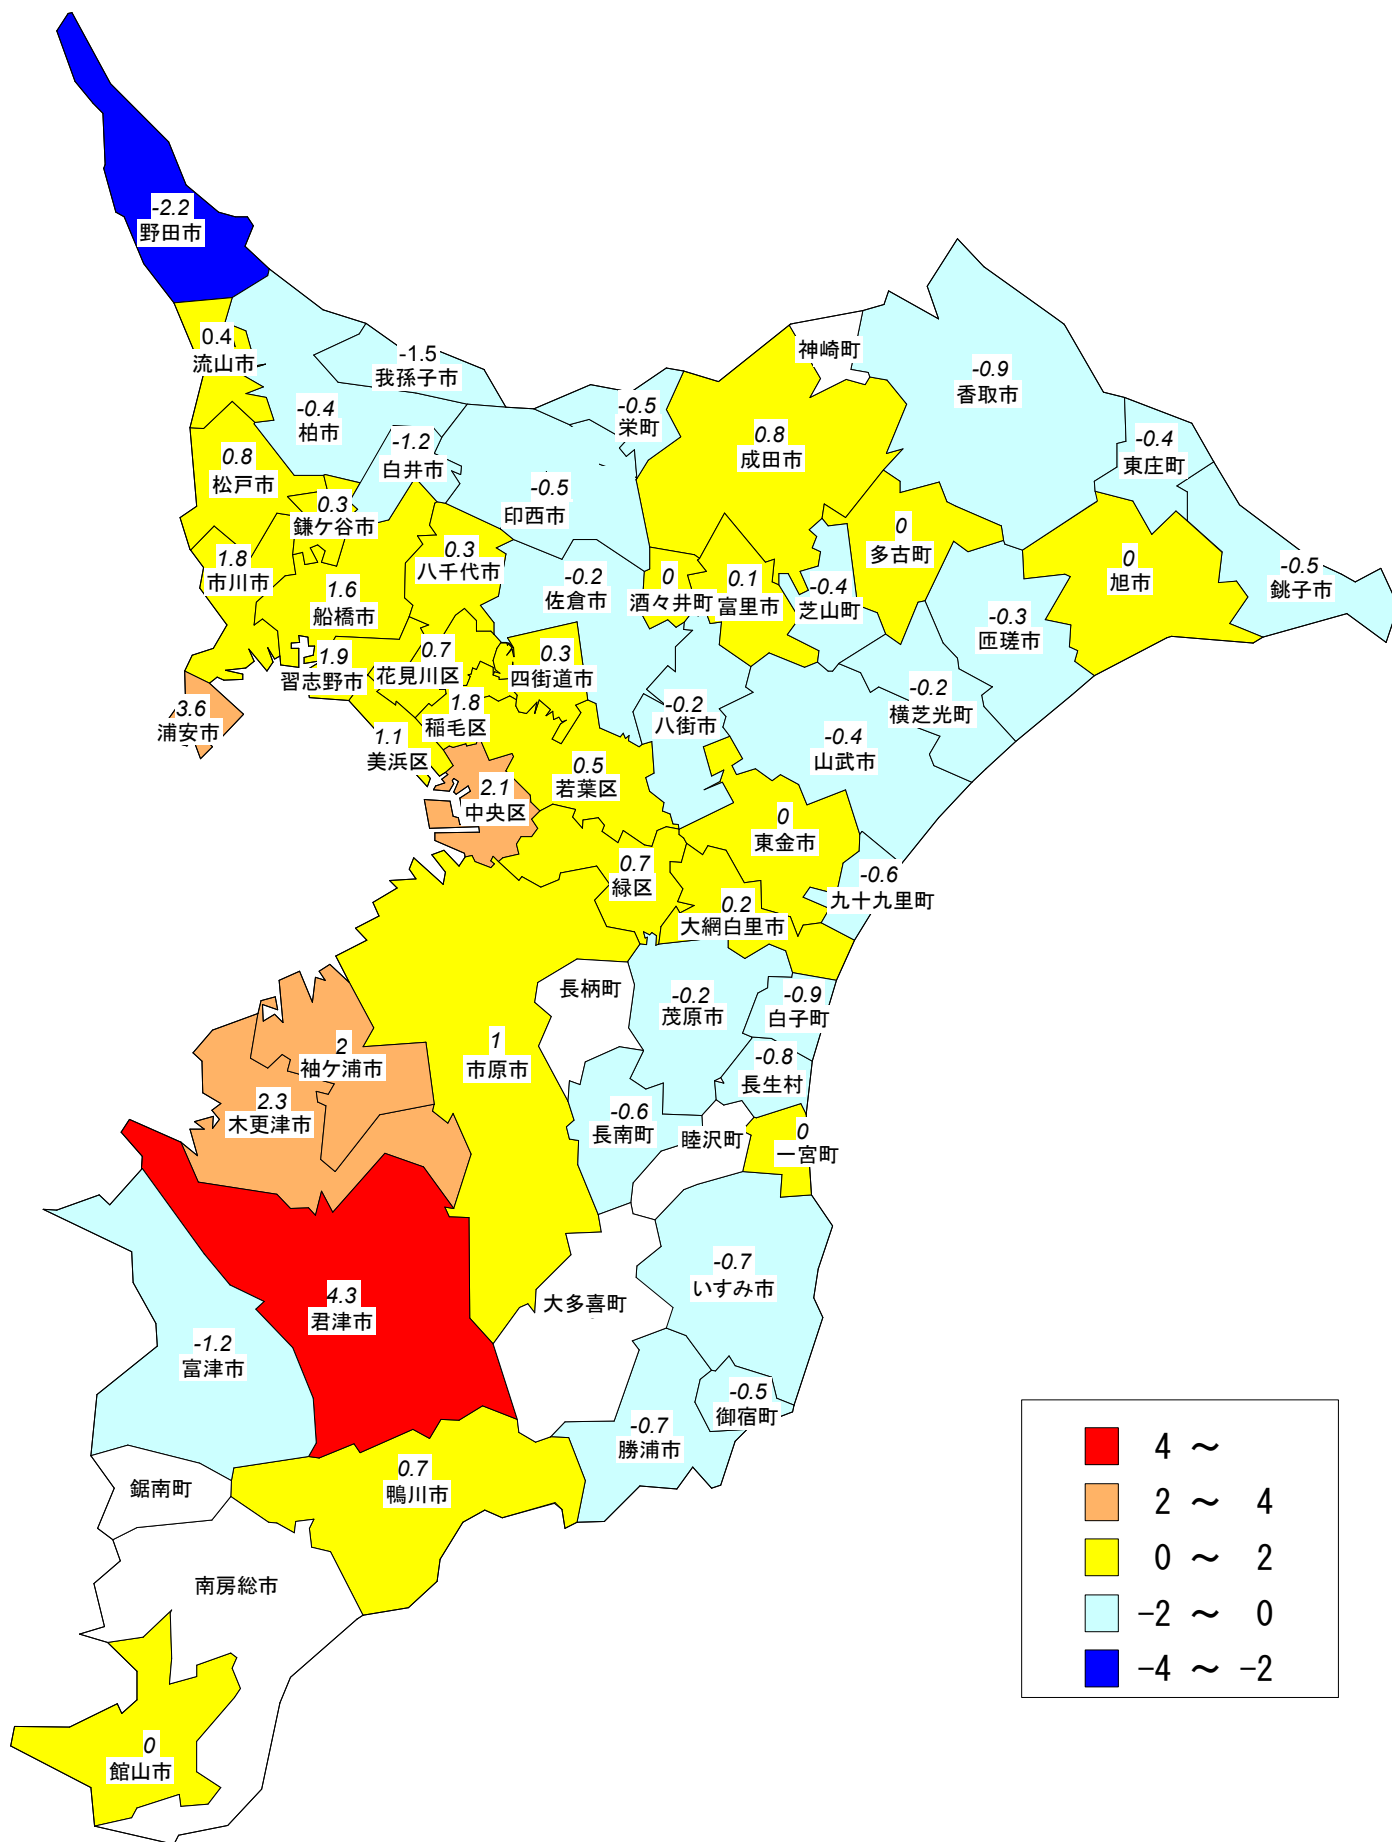 -2.2
野田市
0.4
流山市
-1.5
我孫子市
-0.4
柏市
-1.2
白井市
-0.5
栄町
神崎町
-0.9
香取市
-0.4
東庄町
0.8
松戸市
0.3
鎌ケ谷市
-0.5
印西市
0.8
成田市
0
多古町
0
旭市
-0.5
銚子市
1.8
市川市
1.6
船橋市
0.3
八千代市
-0.2
佐倉市
0
酒々井町
0.1
富里市
-0.4
芝山町
-0.3
匝瑳市
1.9
習志野市
0.7
花見川区
0.3
四街道市
-0.2
八街市
-0.2
横芝光町
3.6
浦安市
1.1
美浜区
1.8
稲毛区
0.5
若葉区
-0.4
山武市
2.1
中央区
0
東金市
0.7
緑区
0.2
大網白里市
-0.6
九十九里町
長柄町
-0.2
茂原市
-0.9
白子町
2
袖ケ浦市
1
市原市
-0.8
長生村
2.3
木更津市
-0.6
長南町
睦沢町
0
一宮町
4.3
君津市
大多喜町
-0.7
いすみ市
-1.2
富津市
-0.5
御宿町
-0.7
勝浦市
鋸南町
0.7
鴨川市
南房総市
0
館山市
4 ～
2 ～ 4
0 ～ 2
-2 ～ 0
-4 ～ -2